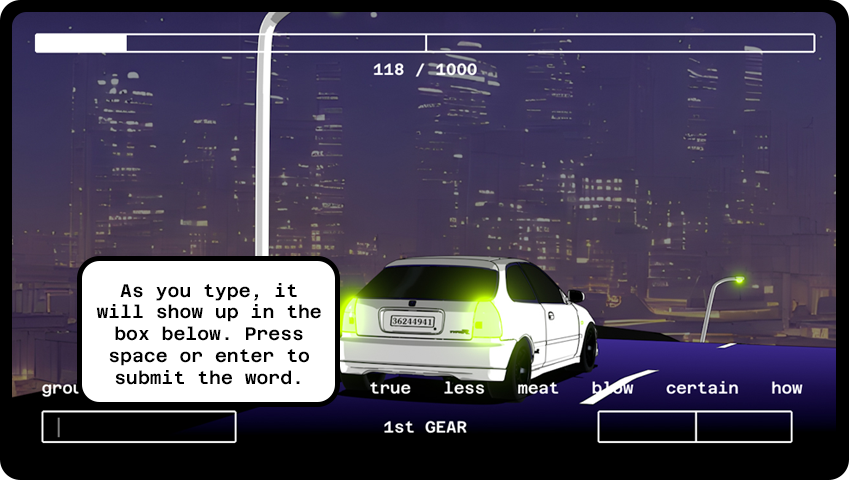 118 / 1000
As you type, it
will show up in the
box below. Press
space or enter to
submit the word.
36244941
true less meat blow certain how
1st GEAR